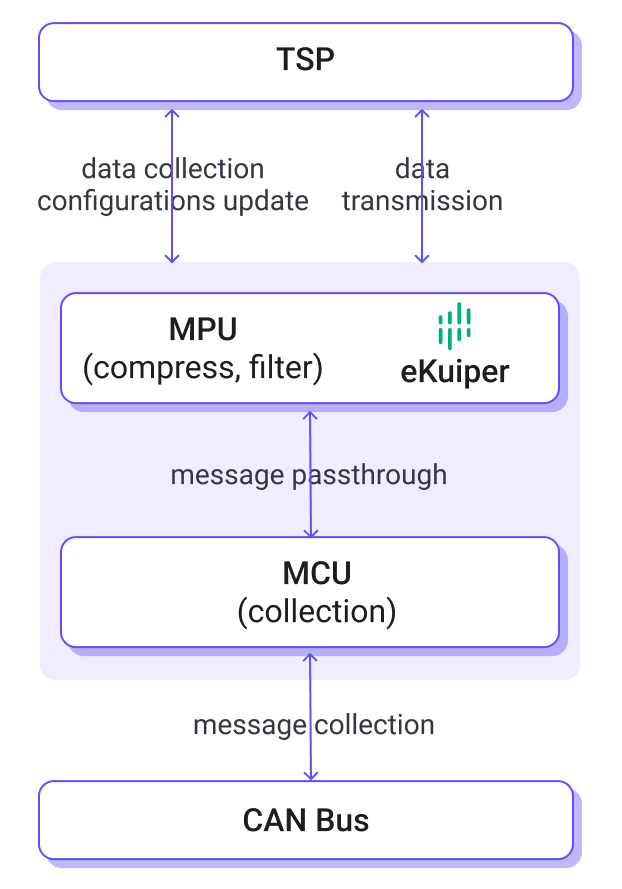 TSP
data collection
configurations update
data
transmission
MPU
(compress, filter)
eKuiper
message passthrough
MCU
(collection)
message collection
CAN Bus